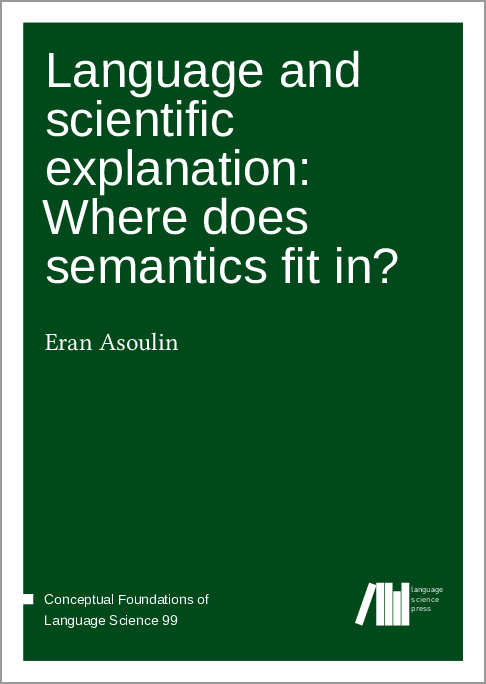 Language and
scientific
explanation:
Where does
semantics fit in?
Eran Asoulin
Conceptual Foundations of
Language Science 99
language
science
press